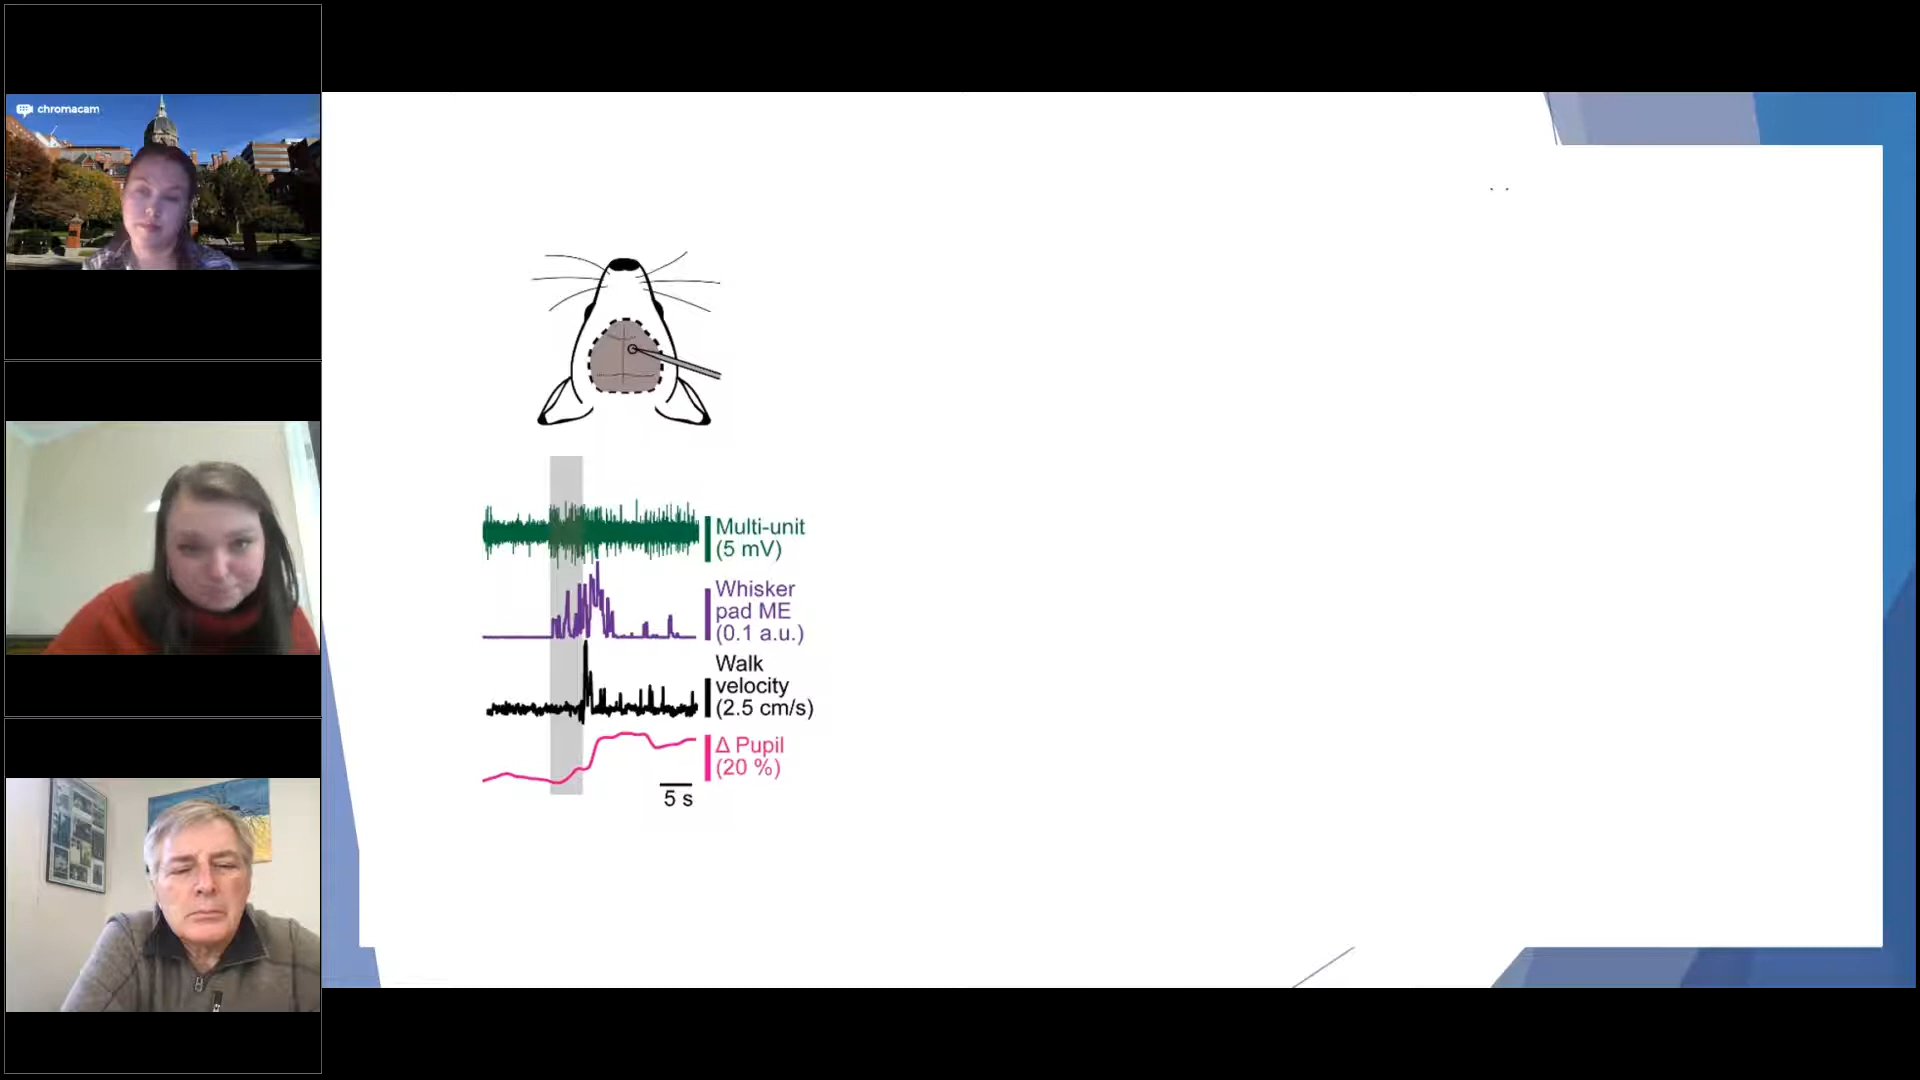 chromacam
Multi-unit
(5 mV)
Whisker
pad ME
(0.1 a.u.)
Walk
velocity
(2.5 cm/s)
Δ Pupil
(20 %)
5 s